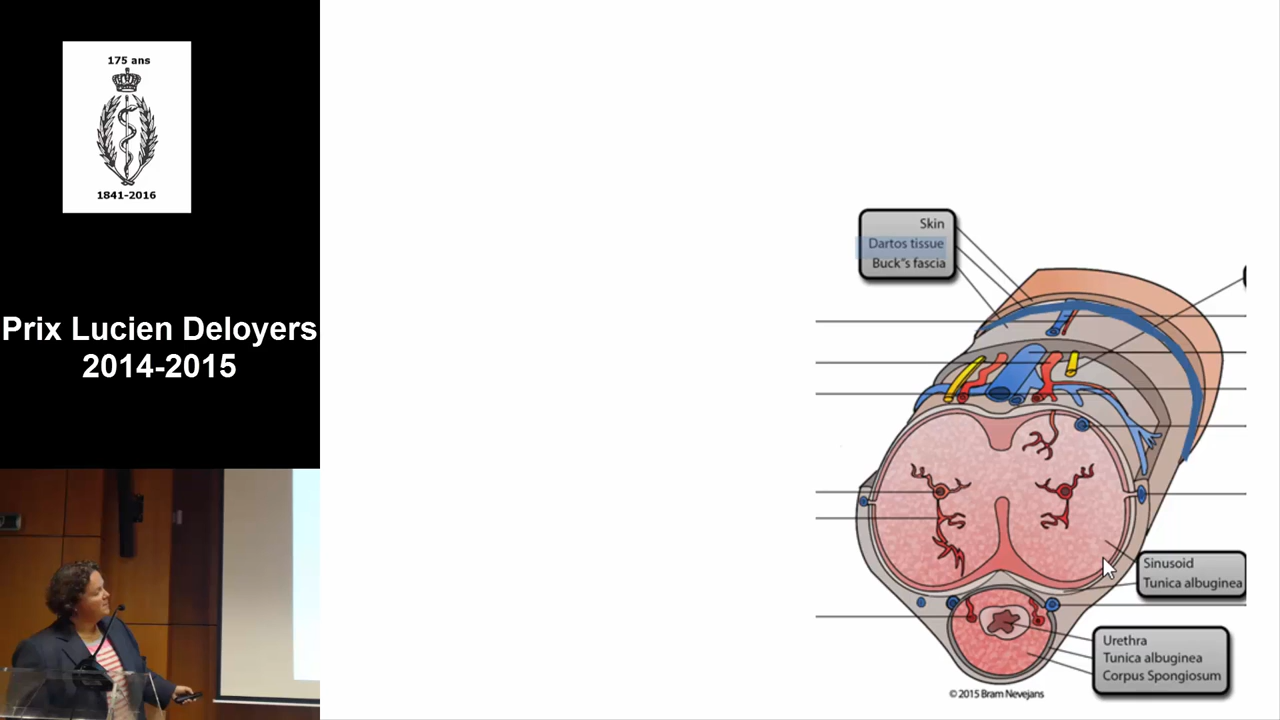 175 ans
1841-2016
Prix Lucien Deloyers
2014-2015
Skin
Dartos tissue
Buck"s fascia
Sinusoid
Tunica albuginea
Urethra
Tunica albuginea
Corpus Spongiosum
© 2015 Bram Nevejans